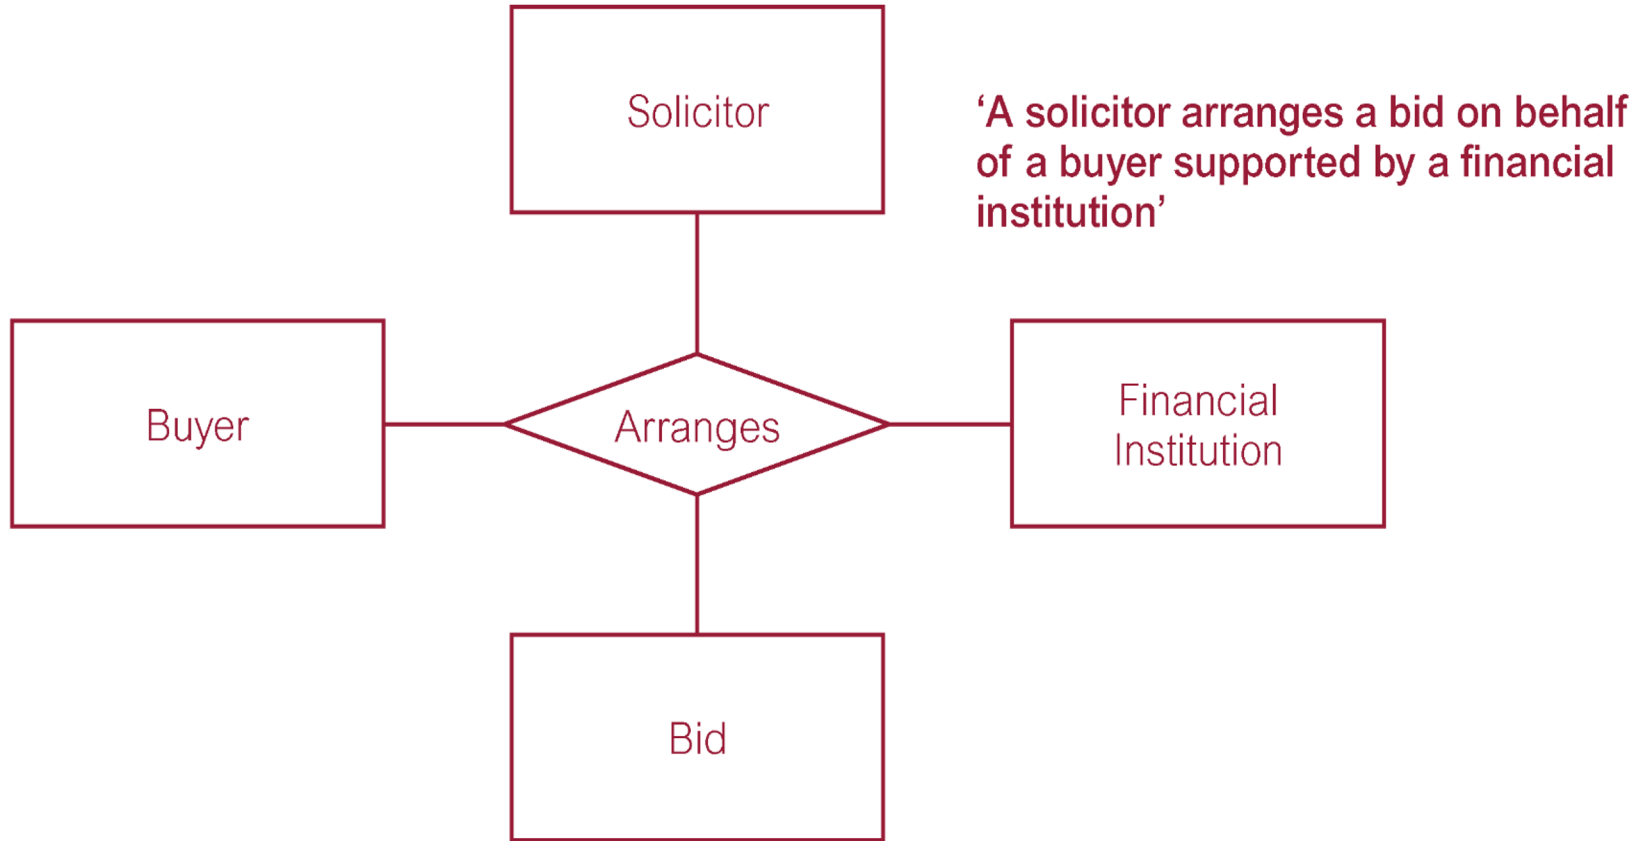 Solicitor
‘A solicitor arranges a bid on behalf
of a buyer supported by a financial
institution’
Buyer
Arranges
Financial
Institution
Bid